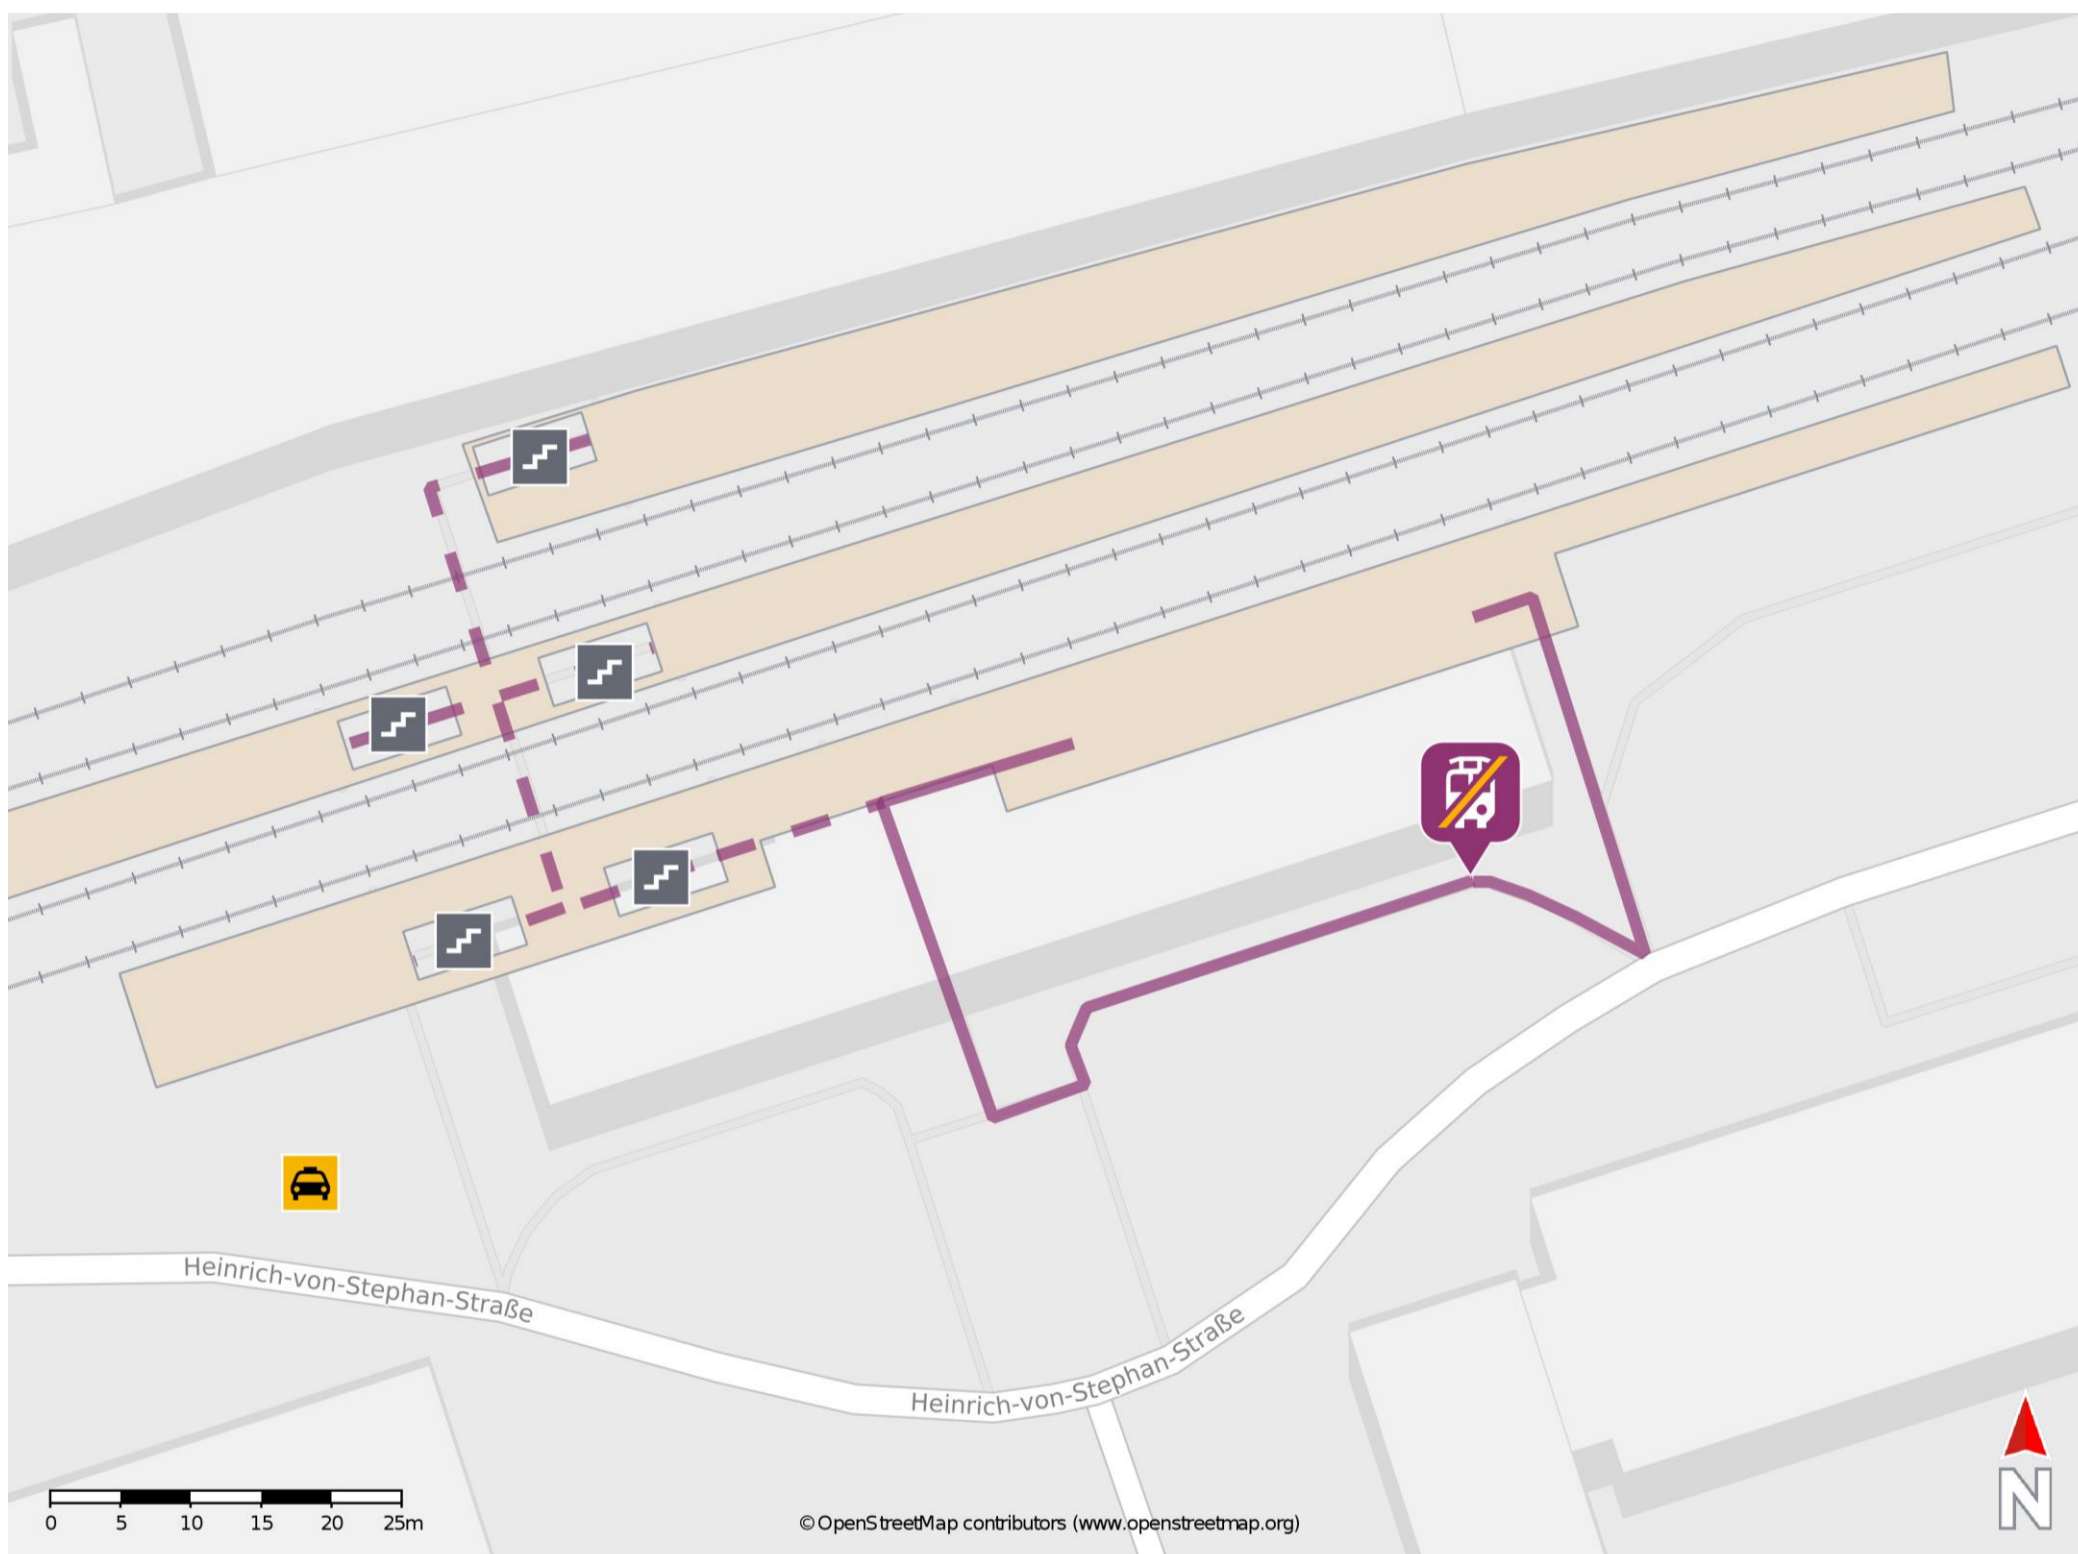 Heinrich-von-Stephan-Straße
Heinrich-von-Stephan-Straße
0 5 10 15 20 25m
© OpenStreetMap contributors (www.openstreetmap.org)
N